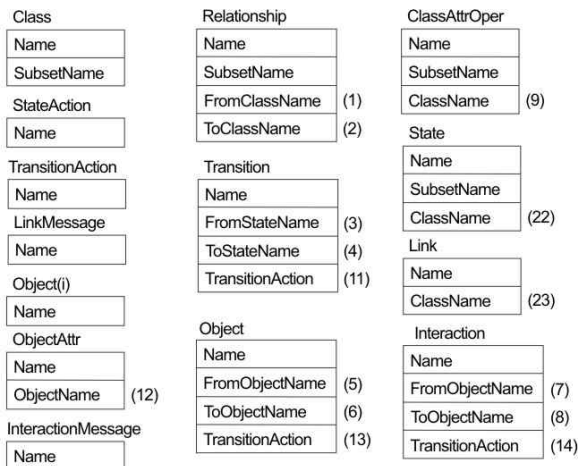 Class
Name
SubsetName
StateAction
Name
TransitionAction
Name
LinkMessage
Name
Object(i)
Name
ObjectAttr
Name
ObjectName (12)
InteractionMessage
Name
Relationship
Name
SubsetName
FromClassName (1)
ToClassName (2)
Transition
Name
FromStateName (3)
ToStateName (4)
TransitionAction (11)
Object
Name
FromObjectName (5)
ToObjectName (6)
TransitionAction (13)
ClassAttrOper
Name
SubsetName
ClassName (9)
State
Name
SubsetName
ClassName (22)
Link
Name
ClassName (23)
Interaction
Name
FromObjectName (7)
ToObjectName (8)
TransitionAction (14)